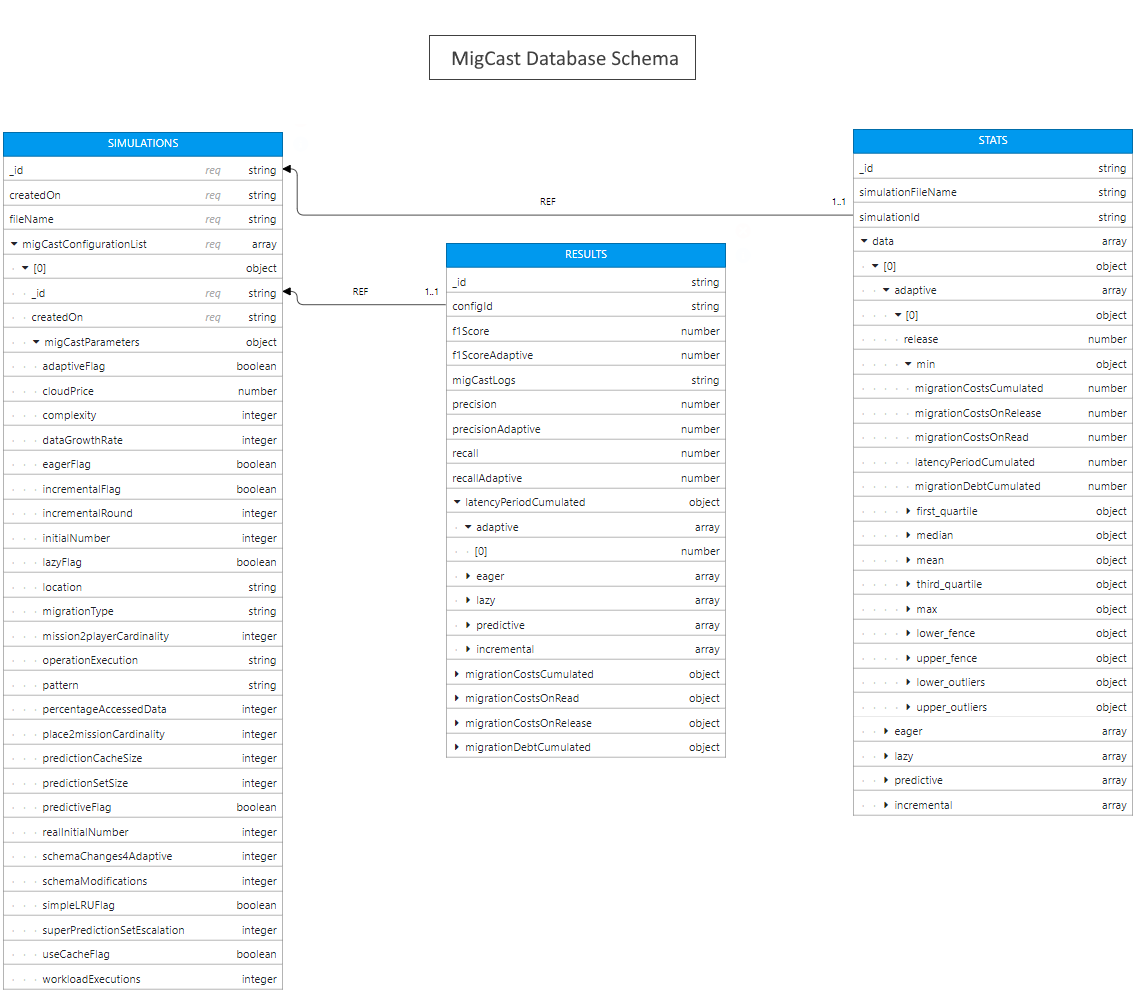 MigCast Database Schema
SIMULATIONS
_id req string
createdOn req string
fileName req string
migCastConfigurationList req array
[0] object
_id req string
createdOn req string
migCastParameters object
adaptiveFlag boolean
cloudPrice number
complexity integer
dataGrowthRate integer
eagerFlag boolean
incrementalFlag boolean
incrementalRound integer
initialNumber integer
lazyFlag boolean
location string
migrationType string
mission2playerCardinality integer
operationExecution string
pattern string
percentageAccessedData integer
place2missionCardinality integer
predictionCacheSize integer
predictionSetSize integer
predictiveFlag boolean
realInitialNumber integer
schemaChanges4Adaptive integer
schemaModifications integer
simpleLRUFlag boolean
superPredictionSetEscalation integer
useCacheFlag boolean
workloadExecutions integer
REF 1..1
REF 1..1
RESULTS
_id string
configId string
f1Score number
f1ScoreAdaptive number
migCastLogs string
precision number
precisionAdaptive number
recall number
recallAdaptive number
latencyPeriodCumulated object
adaptive array
[0] number
eager array
lazy array
predictive array
incremental array
migrationCostsCumulated object
migrationCostsOnRead object
migrationCostsOnRelease object
migrationDebtCumulated object
STATS
_id string
simulationFileName string
simulationId string
data array
[0] object
adaptive array
[0] object
release number
min object
migrationCostsCumulated number
migrationCostsOnRelease number
migrationCostsOnRead number
latencyPeriodCumulated number
migrationDebtCumulated number
first_quartile object
median object
mean object
third_quartile object
max object
lower_fence object
upper_fence object
lower_outliers object
upper_outliers object
eager array
lazy array
predictive array
incremental array